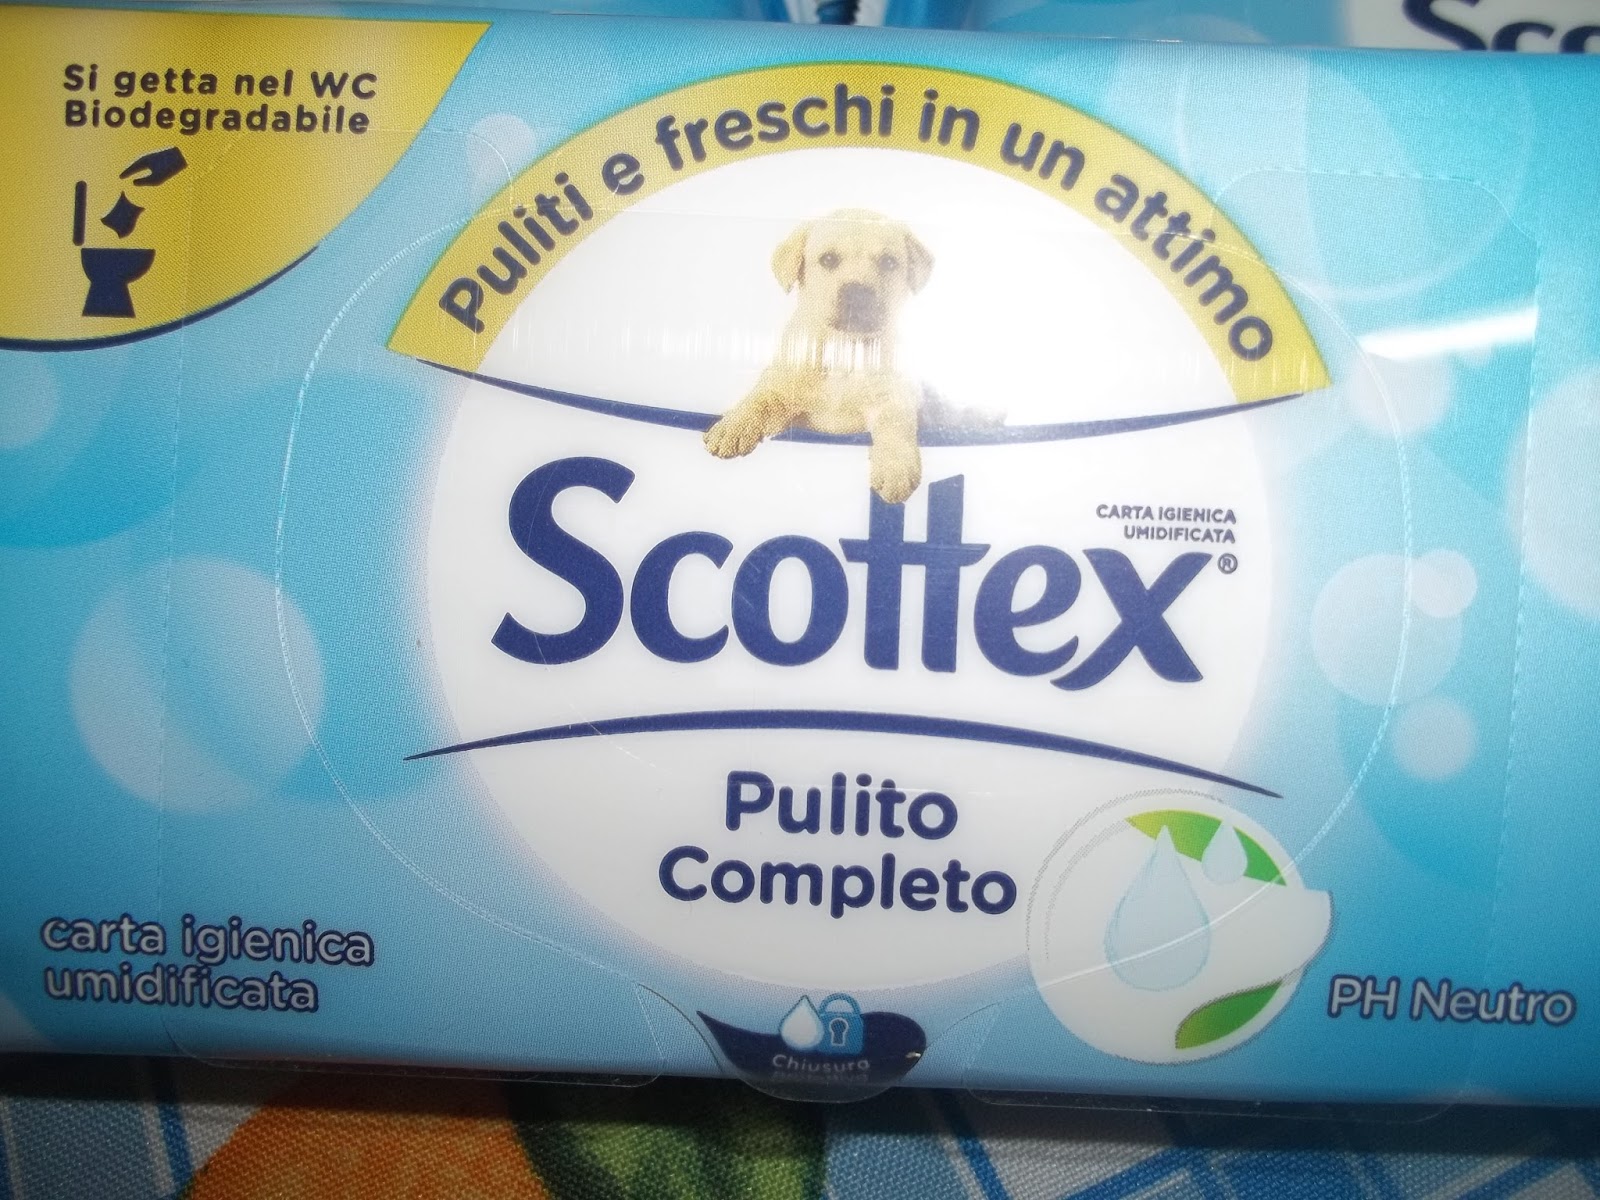 Si getta nel WC
Biodegradabile
Puliti e freschi in un attimo
Scottex®
CARTA IGIENICA
UMIDIFICATA
Pulito
Completo
carta igienica
umidificata
PH Neutro
Chiusura